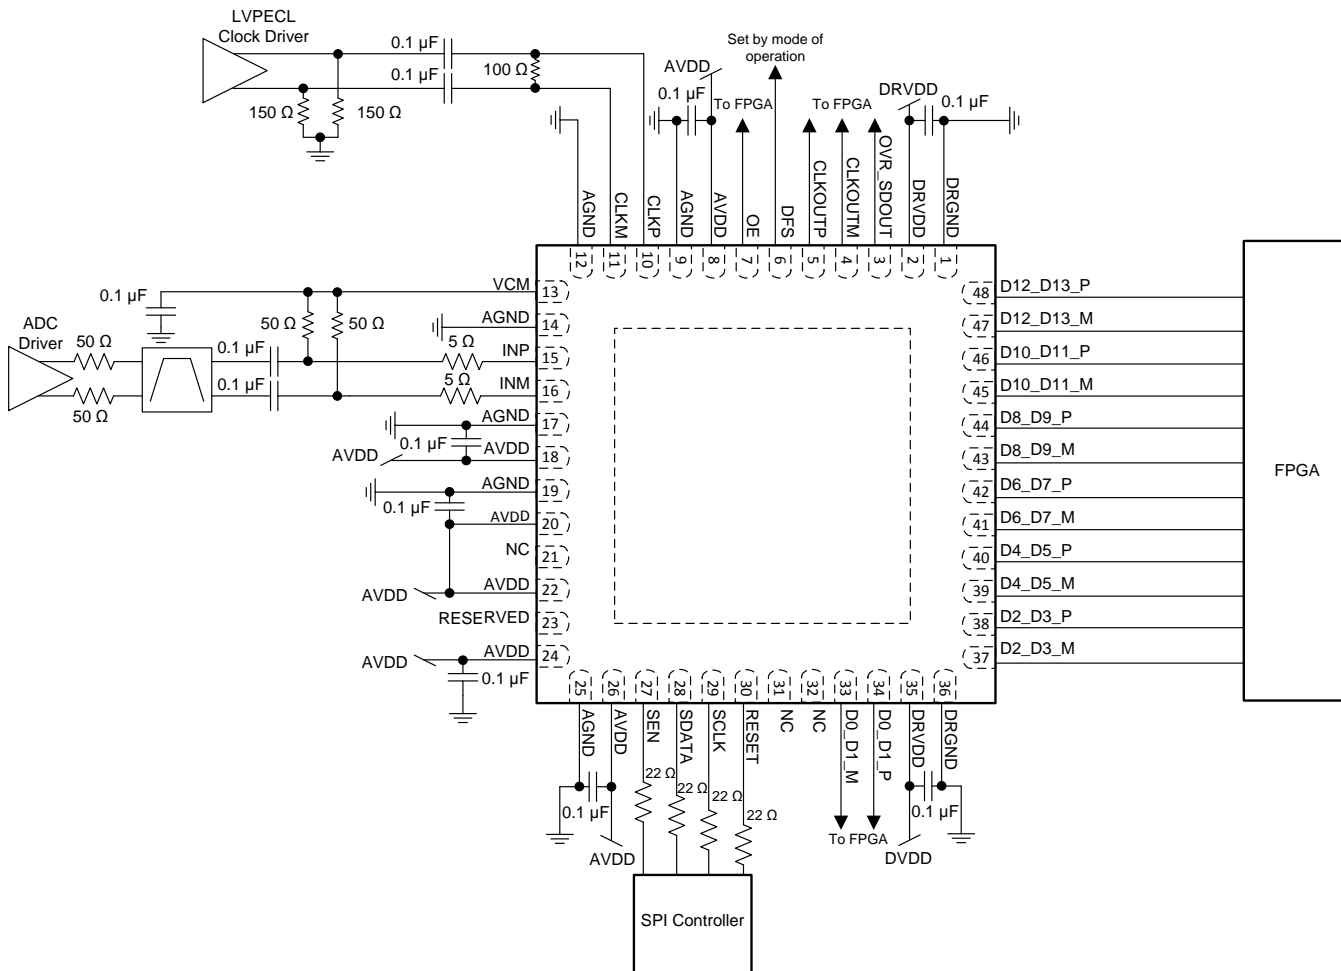 LVPECL
Clock Driver
0.1 µF
0.1 µF
100 Ω
150 Ω
150 Ω
Set by mode of
operation
AVDD
0.1 µF
To FPGA
To FPGA
DRVDD
0.1 µF
AGND
CLKM
CLKP
AGND
AVDD
OE
DFS
CLKOUTP
CLKOUTM
OVR_SDOUT
DRVDD
DRGND
12
11
10
9
8
7
6
5
4
3
2
1
0.1 µF
ADC
Driver
50 Ω
50 Ω
0.1 µF
0.1 µF
50 Ω
50 Ω
5 Ω
5 Ω
VCM
13
AGND
14
INP
15
INM
16
AGND
17
0.1 µF
AVDD
AVDD
18
AGND
19
0.1 µF
AVDD
20
NC
21
AVDD
AVDD
22
RESERVED
23
AVDD
AVDD
24
0.1 µF
48
D12_D13_P
47
D12_D13_M
46
D10_D11_P
45
D10_D11_M
44
D8_D9_P
43
D8_D9_M
42
D6_D7_P
41
D6_D7_M
40
D4_D5_P
39
D4_D5_M
38
D2_D3_P
37
D2_D3_M
FPGA
25
26
27
28
29
30
31
32
33
34
35
36
AGND
AVDD
SEN
SDATA
SCLK
RESET
NC
NC
D0_D1_M
D0_D1_P
DRVDD
DRGND
22 Ω
22 Ω
22 Ω
22 Ω
0.1 µF
AVDD
To FPGA
0.1 µF
DVDD
SPI Controller